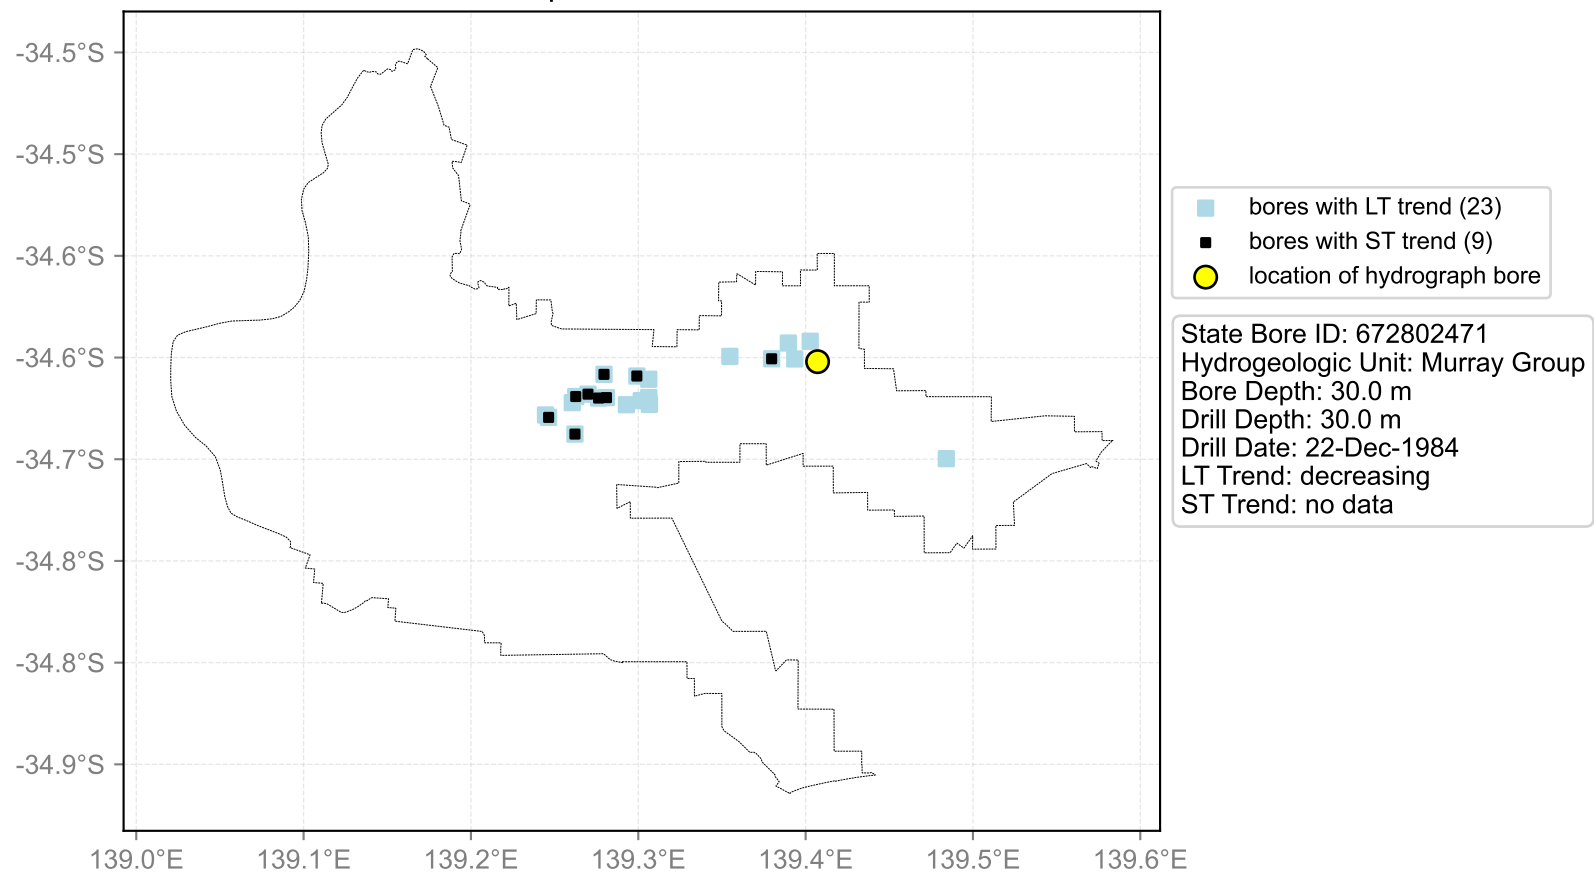 -34.5°S
-34.5°S
-34.6°S
-34.6°S
-34.7°S
-34.8°S
-34.8°S
-34.9°S
139.0°E
139.1°E
139.2°E
139.3°E
139.4°E
139.5°E
139.6°E
bores with LT trend (23)
bores with ST trend (9)
location of hydrograph bore
State Bore ID: 672802471
Hydrogeologic Unit: Murray Group
Bore Depth: 30.0 m
Drill Depth: 30.0 m
Drill Date: 22-Dec-1984
LT Trend: decreasing
ST Trend: no data